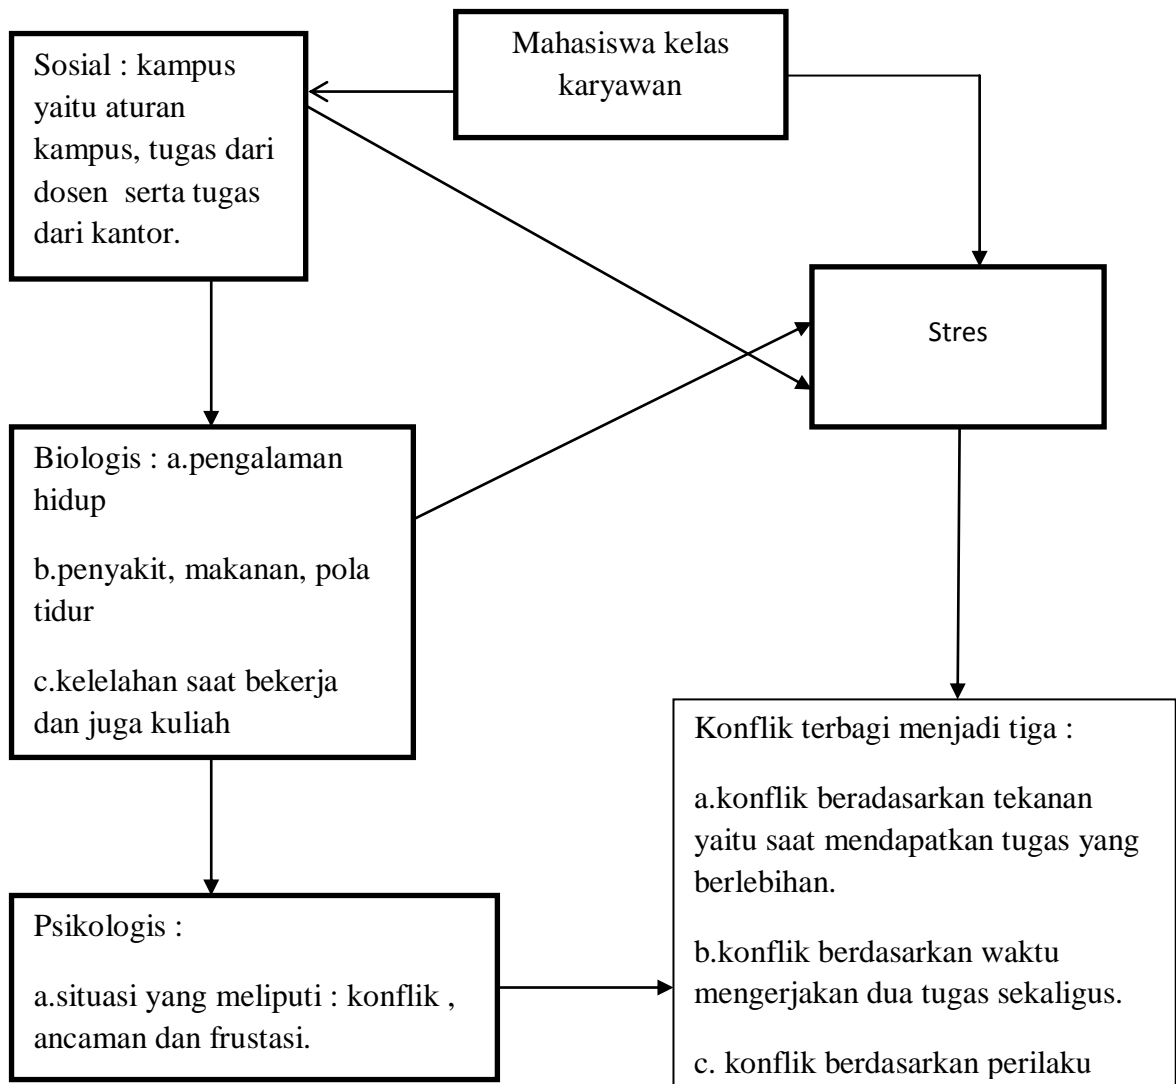 Mahasiswa kelas
karyawan
Sosial : kampus
yaitu aturan
kampus, tugas dari
dosen serta tugas
dari kantor.
Stres
Biologis : a.pengalaman
hidup
b.penyakit, makanan, pola
tidur
c.kelelahan saat bekerja
dan juga kuliah
Psikologis :
a.situasi yang meliputi : konflik ,
ancaman dan frustasi.
Konflik terbagi menjadi tiga :
a.konflik beradasarkan tekanan
yaitu saat mendapatkan tugas yang
berlebihan.
b.konflik berdasarkan waktu
mengerjakan dua tugas sekaligus.
c. konflik berdasarkan perilaku